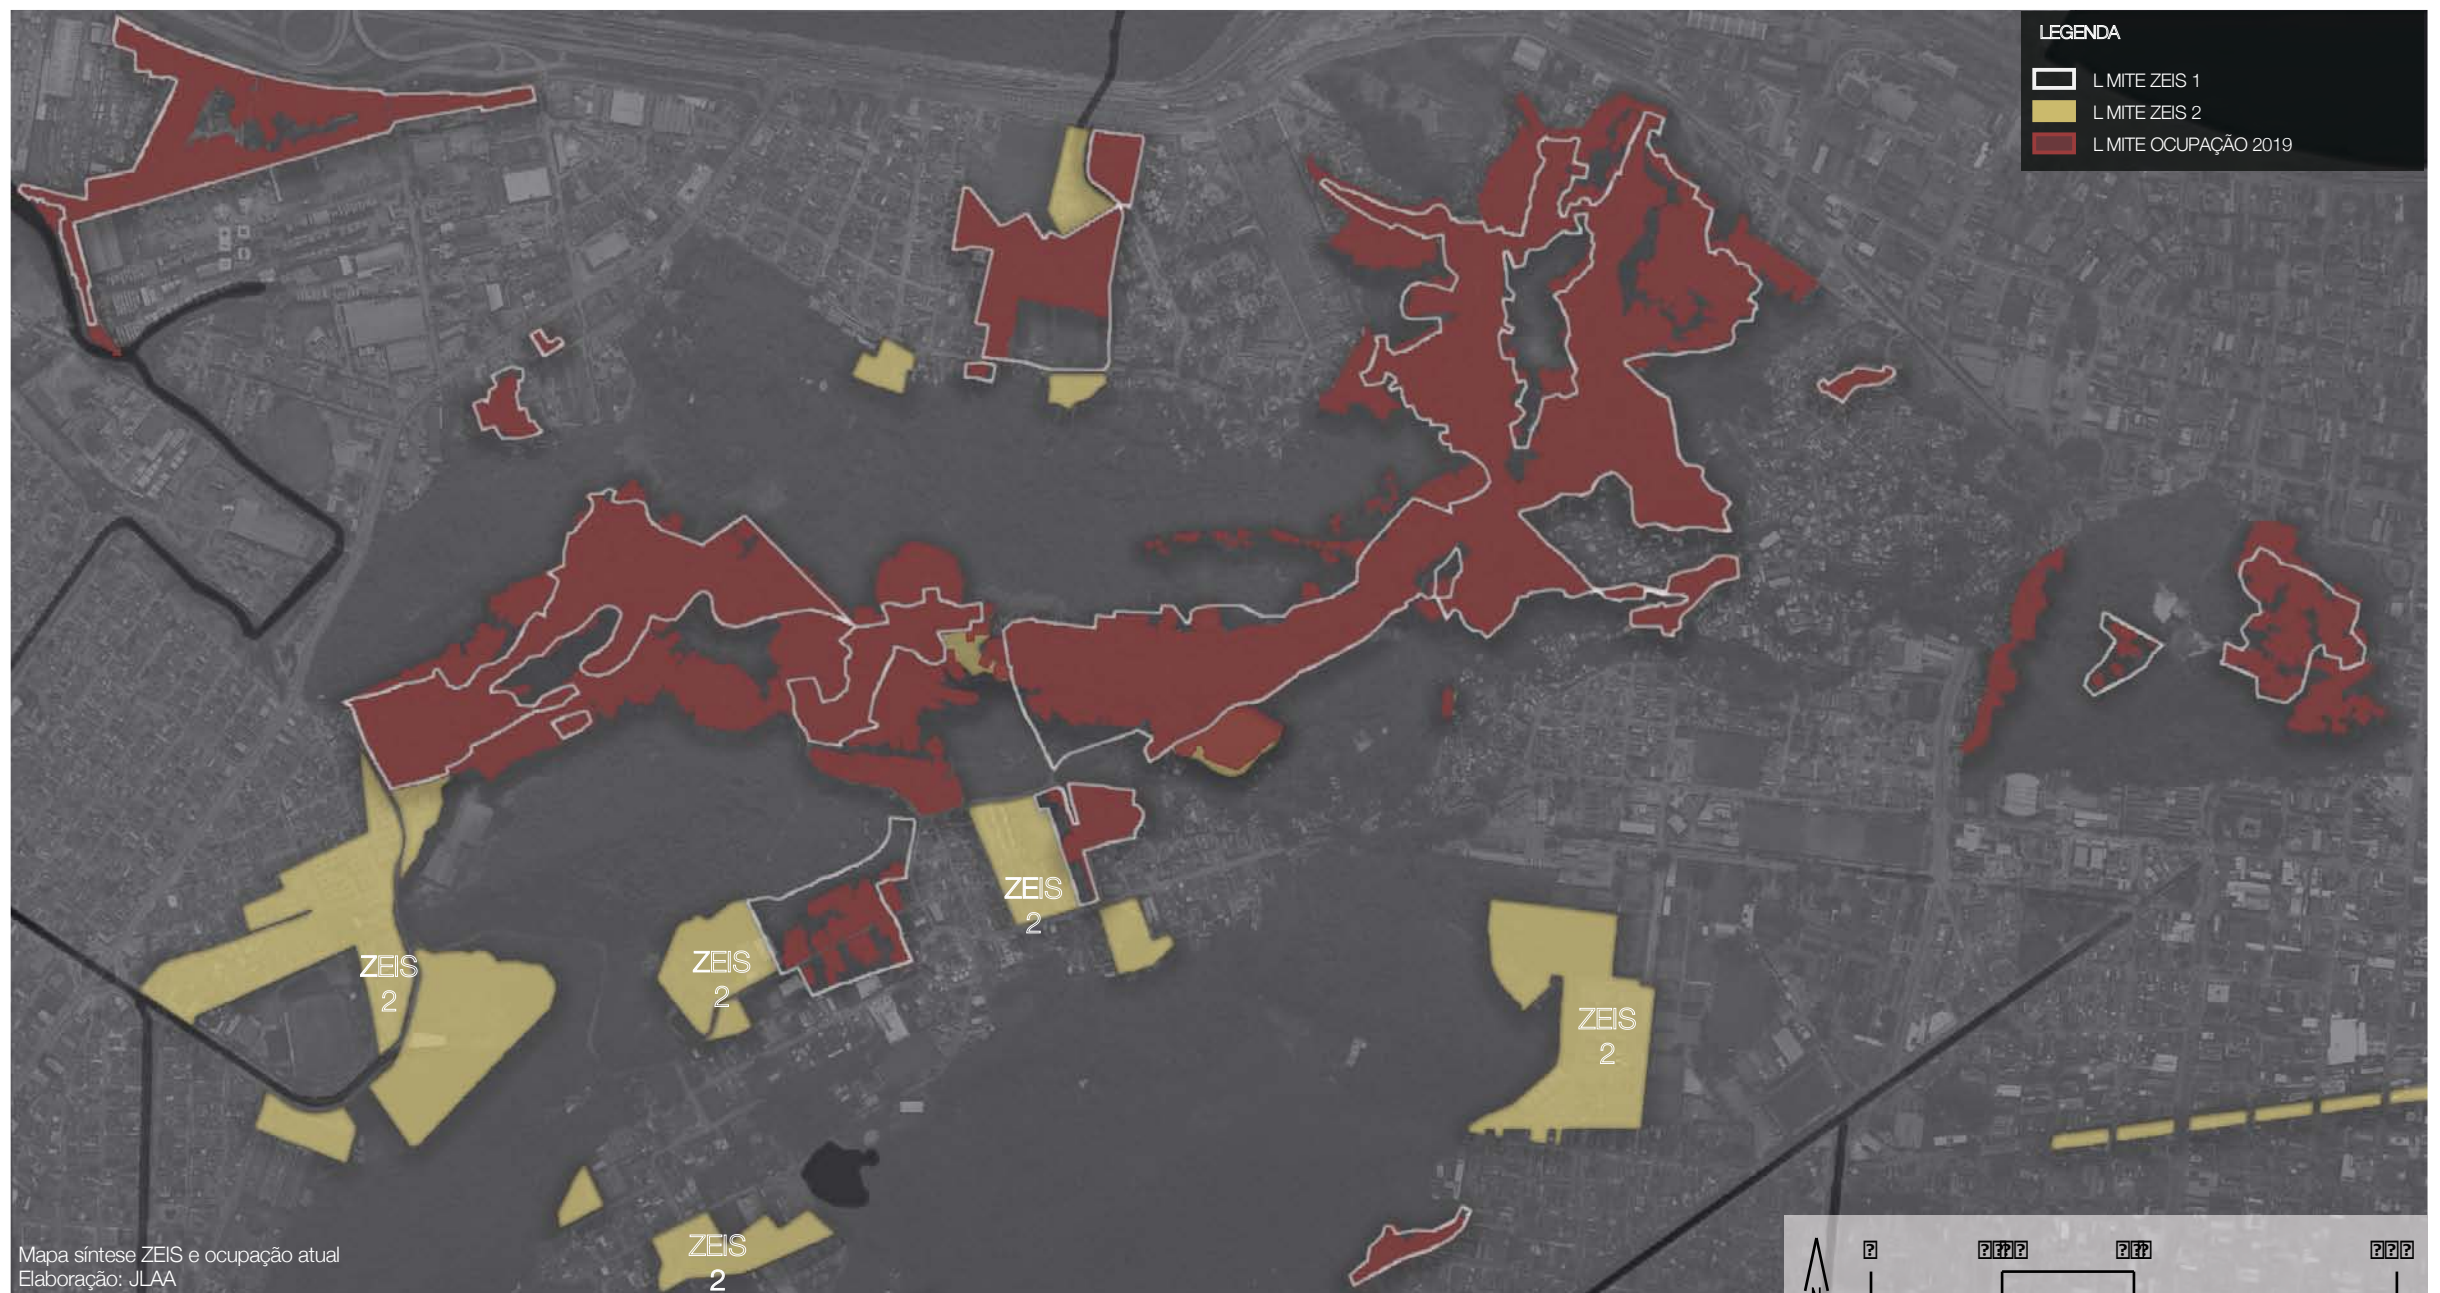 LEGENDA
L MITE ZEIS 1
L MITE ZEIS 2
L MITE OCUPAÇÃO 2019
ZEIS
2
ZEIS
2
ZEIS
2
ZEIS
2
ZEIS
2
Mapa síntese ZEIS e ocupação atual
Elaboração: JLAA
N